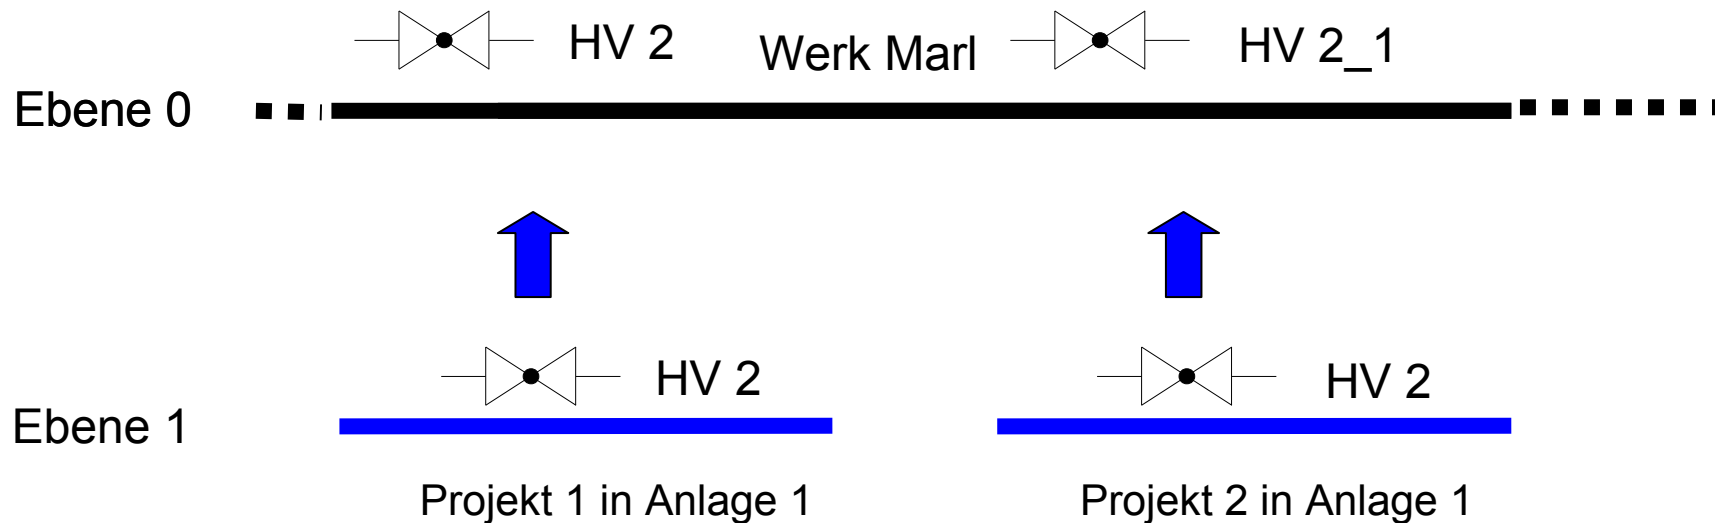 HV 2
Werk Marl
HV 2_1
Ebene 0
HV 2
HV 2
Ebene 1
Projekt 1 in Anlage 1
Projekt 2 in Anlage 1